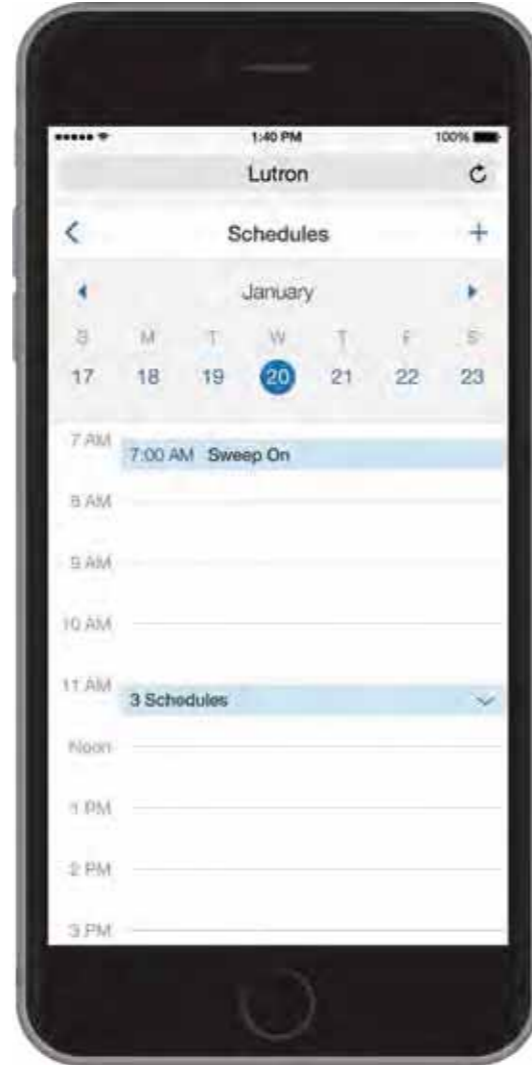 1:40 PM 100%
Lutron
Schedules +
January
S M T W T F S
17 18 19 20 21 22 23
7 AM
7:00 AM Sweep On
8 AM
9 AM
10 AM
11 AM
3 Schedules
Noon
1 PM
2 PM
3 PM